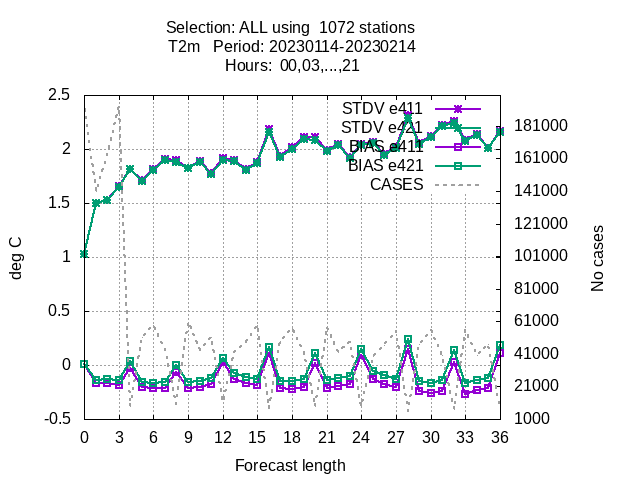 Selection: ALL using  1072 stations
T2m   Period: 20230114-20230214
Hours:  00,03,...,21
2.5
2
1.5
1
0.5
0
-0.5
deg C
STDV e411
STDV e421
BIAS e411
BIAS e421
CASES
181000
161000
141000
121000
101000
81000
61000
41000
21000
1000
No cases
0 3 6 9 12 15 18 21 24 27 30 33 36
Forecast length